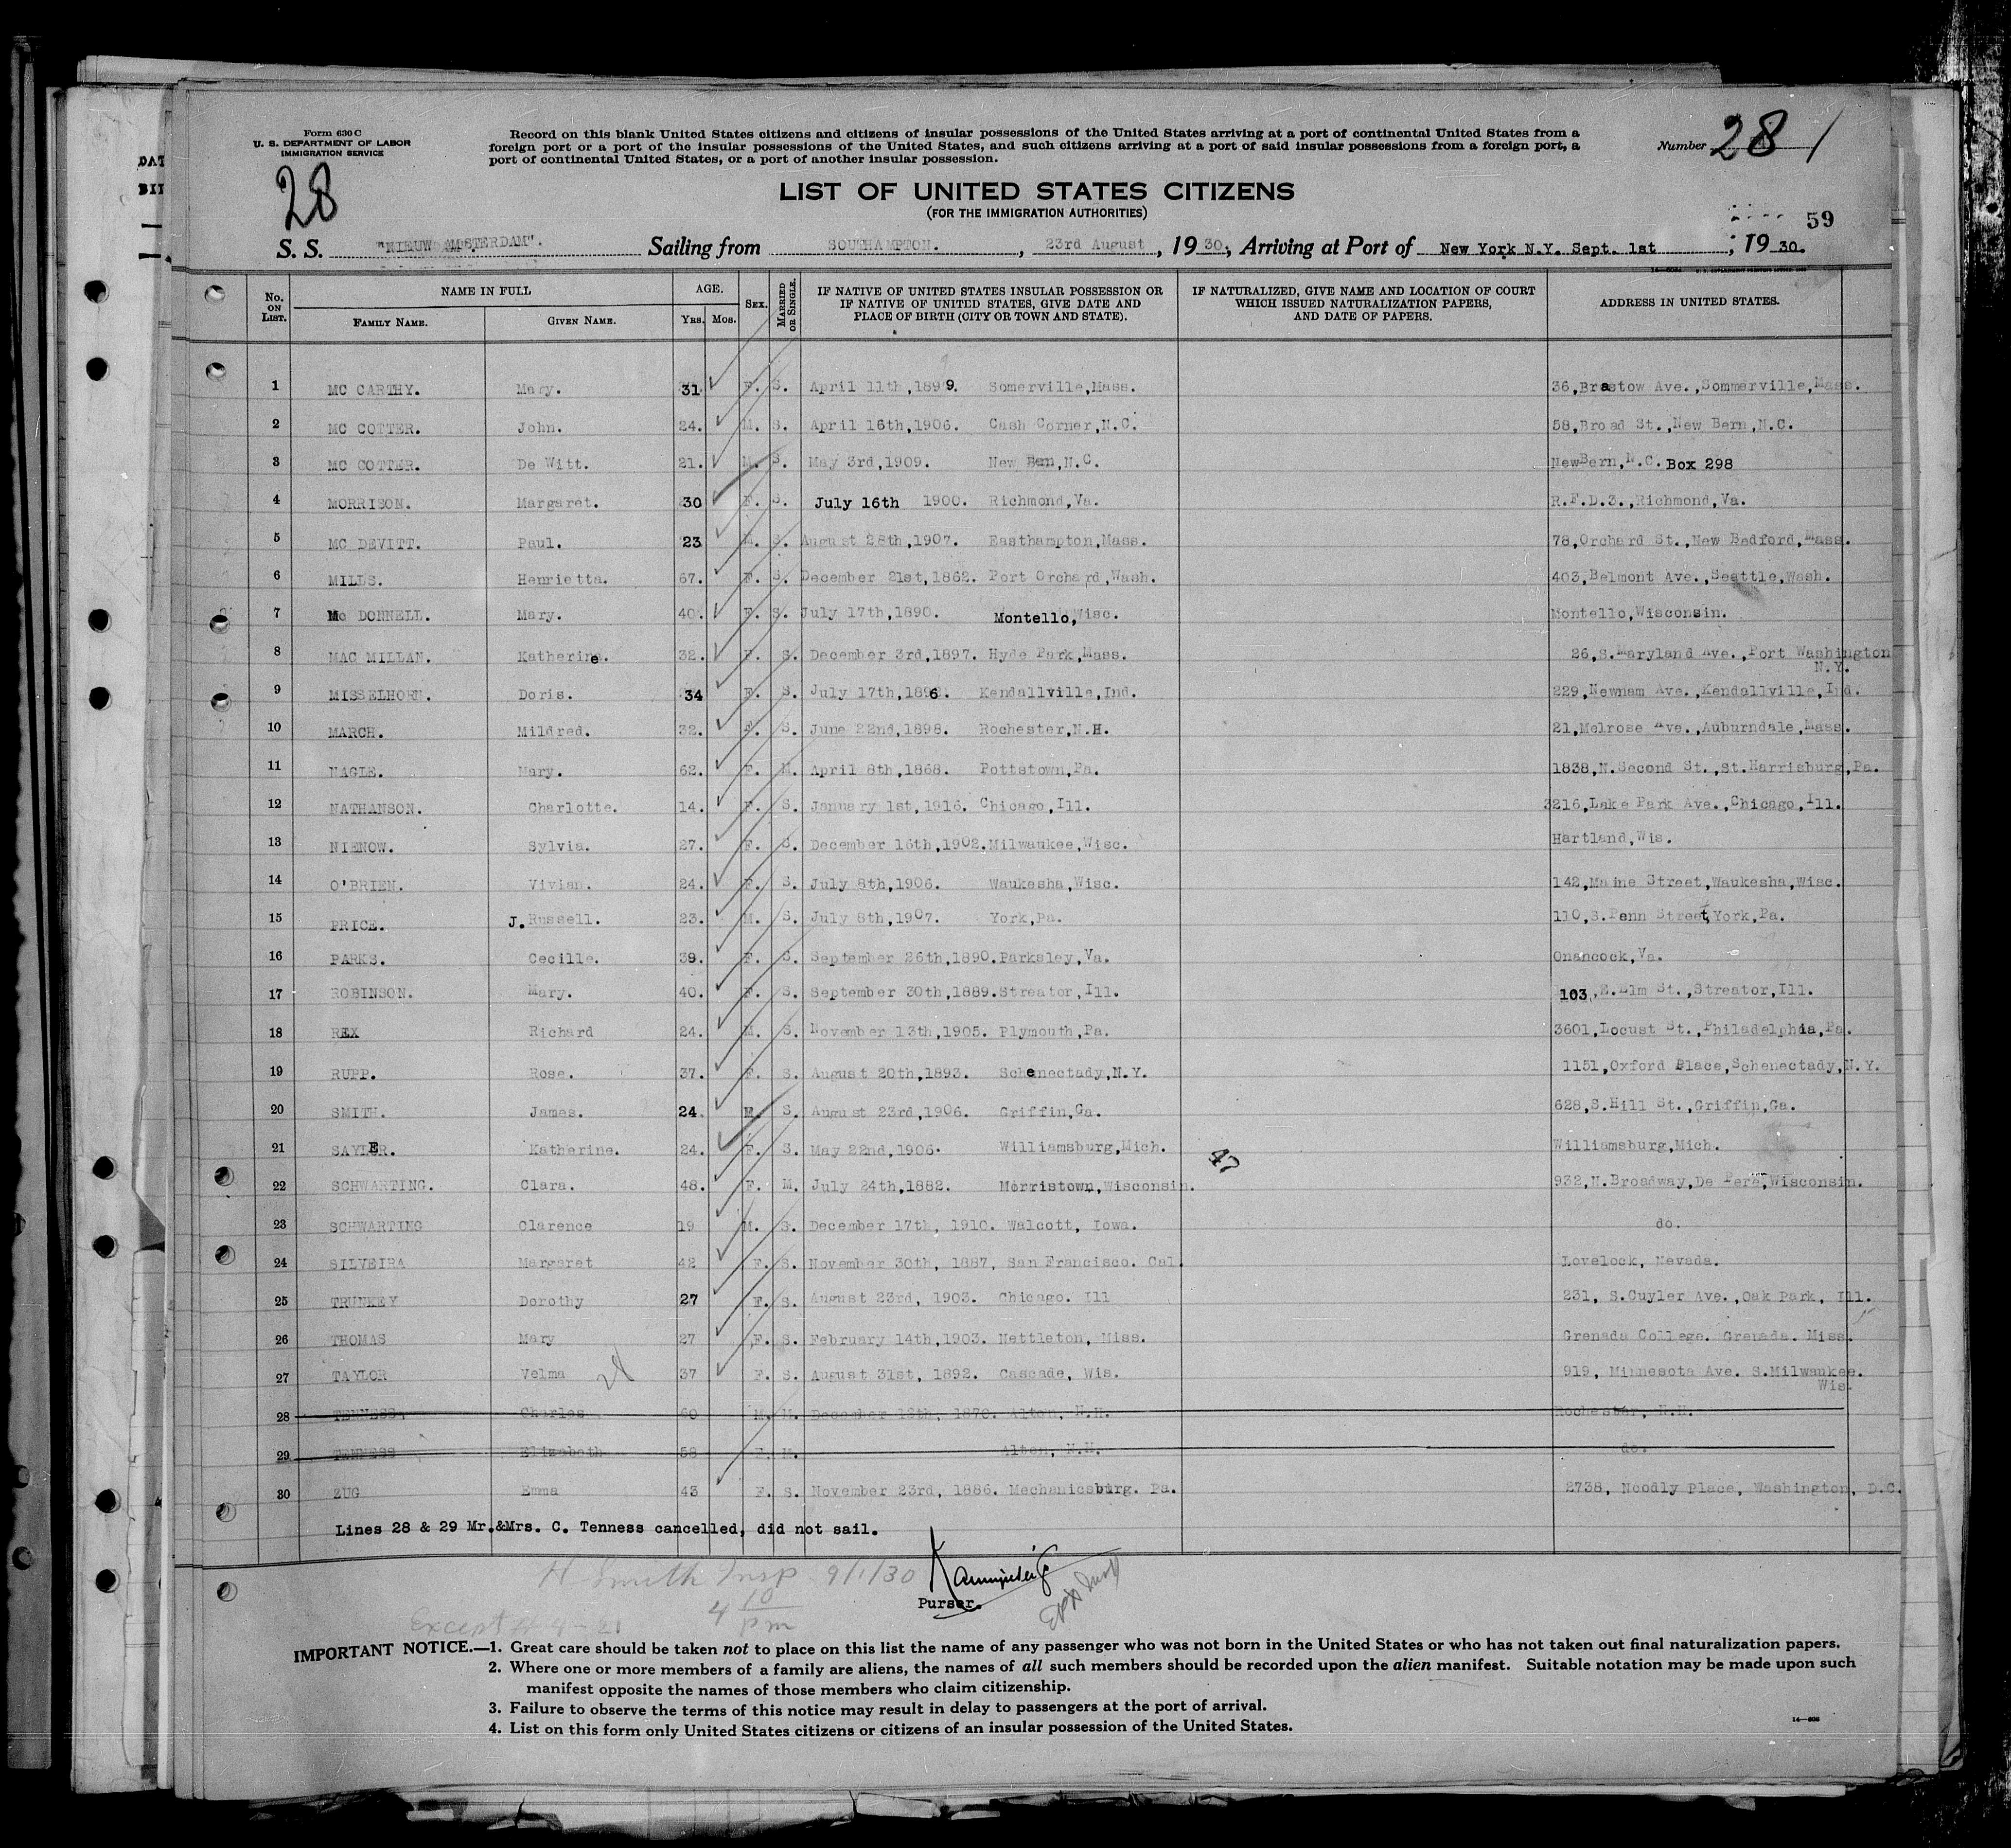 DAT
BII
Form 630 C
U. S. DEPARTMENT OF LABOR
IMMIGRATION SERVICE
28
Record on this blank United States citizens and citizens of insular possessions of the United States arriving at a port of continental United States from a
foreign port or a port of the insular possessions of the United States, and such citizens arriving at a port of said insular possessions from a foreign port, a
port of continental United States, or a port of another insular possession.
Number 28 /
LIST OF UNITED STATES CITIZENS
(FOR THE IMMIGRATION AUTHORITIES)
59
S. S. "NIEUW AMSTERDAM". Sailing from SOUTHAMPTON. , 23rd August , 19 30, Arriving at Port of New York N.Y. Sept. 1st ; 19 30.
No. ON LIST. NAME IN FULL FAMILY NAME. GIVEN NAME. AGE. YRS. MOS. SEX. MARRIED OR SINGLE. IF NATIVE OF UNITED STATES INSULAR POSSESSION OR IF NATIVE OF UNITED STATES, GIVE DATE AND PLACE OF BIRTH (CITY OR TOWN AND STATE). IF NATURALIZED, GIVE NAME AND LOCATION OF COURT WHICH ISSUED NATURALIZATION PAPERS, AND DATE OF PAPERS. ADDRESS IN UNITED STATES.
1 MC CARTHY. Mary. 31 F. S. April 11th,1899. Somerville,Mass. 36,Brastow Ave.,Sommerville,Mass.
2 MC COTTER. John. 24. M. S. April 16th,1906. Cash Corner,N.C. 58,Broad St.,New Bern,N.C.
3 MC COTTER. De Witt. 21. M. S. May 3rd,1909. New Bern,N.C. NewBern,N.C. Box 298
4 MORRISON. Margaret. 30 F. S. July 16th 1900. Richmond,Va. R.F.D.3.,Richmond,Va.
5 MC DEVITT. Paul. 23 M. S. August 28th,1907. Easthampton,Mass. 78,Orchard St.,New Bedford,Mass.
6 MILLS. Henrietta. 67. F. S. December 21st,1862. Port Orchard,Wash. 403,Belmont Ave.,Seattle,Wash.
7 Mc DONNELL. Mary. 40. F. S. July 17th,1890. Montello,Wisc. Montello,Wisconsin.
8 MAC MILLAN. Katherine. 32. F. S. December 3rd,1897. Hyde Park,Mass. 26,S.Maryland Ave.,Port Washington
N.Y.
9 MISSELHORN. Doris. 34 F. S. July 17th,1896. Kendallville,Ind. 229,Newnam Ave.,Kendallville,Ind.
10 MARCH. Mildred. 32. F. S. June 22nd,1898. Rochester,N.H. 21,Melrose Ave.,Auburndale,Mass.
11 NAGLE. Mary. 62. F. M. April 8th,1868. Pottstown,Pa. 1838,N.Second St.,St.Harrisburg,Pa.
12 NATHANSON. Charlotte. 14. F. S. January 1st,1916. Chicago,Ill. 3216,Lake Park Ave.,Chicago,Ill.
13 NIENOW. Sylvia. 27. F. S. December 16th,1902.Milwaukee,Wisc. Hartland,Wis.
14 O'BRIEN. Vivian. 24. F. S. July 8th,1906. Waukesha,Wisc. 142,Maine Street,Waukesha,Wisc.
15 PRICE. J.Russell. 23. M. S. July 8th,1907. York,Pa. 110,S.Penn Street,York,Pa.
16 PARKS. Cecille. 39. F. S. September 26th,1890.Parksley,Va. Onancock,Va.
17 ROBINSON. Mary. 40. F. S. September 30th,1889.Streator,Ill. 103,E.Elm St.,Streator,Ill.
18 REX Richard 24. M. S. November 13th,1905. Plymouth,Pa. 3601,Locust St.,Philadelphia,Pa.
19 RUPP. Rose. 37. F. S. August 20th,1893. Schenectady,N.Y. 1151,Oxford Place,Schenectady,N.Y.
20 SMITH. James. 24. M. S. August 23rd,1906. Griffin,Ga. 628,S.Hill St.,Griffin,Ga.
21 SAYLER. Katherine. 24. F. S. May 22nd,1906. Williamsburg,Mich. 47 Williamsburg,Mich.
22 SCHWARTING. Clara. 48. F. M. July 24th,1882. Morristown,Wisconsin. 932,N.Broadway,De Pere,Wisconsin.
23 SCHWARTING Clarence 19 M. S. December 17th, 1910. Walcott, Iowa. do.
24 SILVEIRA Margaret 42 F. S. November 30th, 1887, San Francisco. Cal. Lovelock, Nevada.
25 TRUNKEY Dorothy 27 F. S. August 23rd, 1903. Chicago. Ill 231, S.Cuyler Ave.,Oak Park, Ill.
26 THOMAS Mary 27 F. S. February 14th,1903. Nettleton, Miss. Grenada College. Grenada. Miss.
27 TAYLOR Velma 37 F. S. August 31st, 1892. Cascade, Wis. 919, Minnesota Ave. S.Milwaukee.
Wis.
28 TENNESS Charles 60 M. M. December 18th, 1870. Alton, N.H. Rochester, N.H.
29 TENNESS Elizabeth 58 F. M. Alton, N.H. do.
30 ZUG Emma 43 F. S. November 23rd, 1886. Mechanicsburg. Pa. 2738, Noodly Place, Washington, D.C.
Lines 28 & 29 Mr.&Mrs. C. Tenness cancelled, did not sail.
H Smith Insp 9/1/30
4 10 pm
Purser.
Except # 4-21
IMPORTANT NOTICE.—1. Great care should be taken not to place on this list the name of any passenger who was not born in the United States or who has not taken out final naturalization papers.
2. Where one or more members of a family are aliens, the names of all such members should be recorded upon the alien manifest. Suitable notation may be made upon such
manifest opposite the names of those members who claim citizenship.
3. Failure to observe the terms of this notice may result in delay to passengers at the port of arrival.
4. List on this form only United States citizens or citizens of an insular possession of the United States.